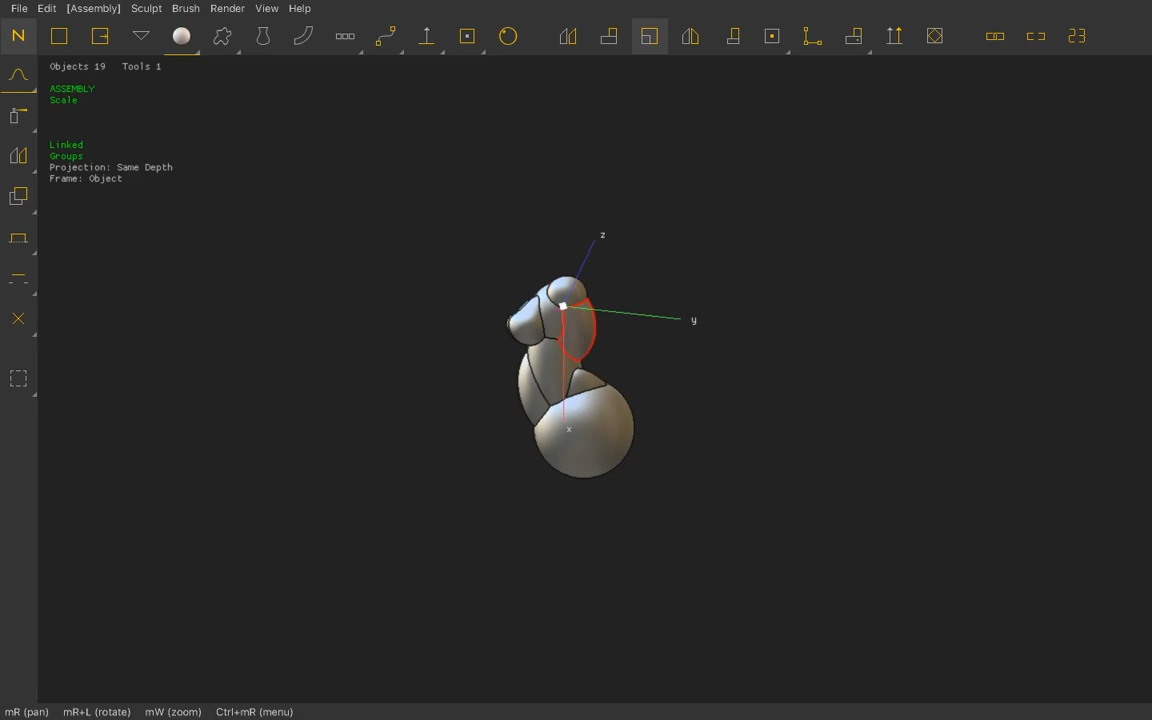 File Edit [Assembly] Sculpt Brush Render View Help
N
23
Objects 19 Tools 1
ASSEMBLY
Scale
Linked
Groups
Projection: Same Depth
Frame: Object
z
y
x
mR (pan) mR+L (rotate) mW (zoom) Ctrl+mR (menu)